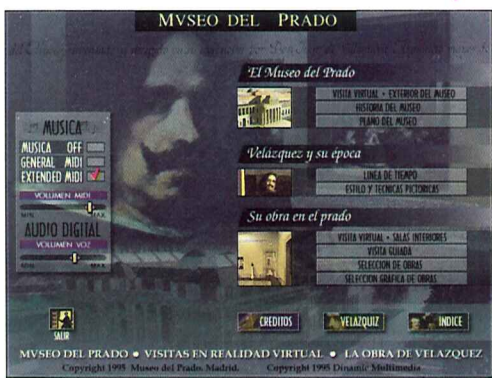 MVSEO DEL PRADO
El Museo del Prado
VISITA VIRTUAL - EXTERIOR DEL MUSEO
HISTORIA DEL MUSEO
PLANO DEL MUSEO
MUSICA
MUSICA OFF
GENERAL MIDI
EXTENDED MIDI
VOLUMEN MIDI
MIN MAX
AUDIO DIGITAL
VOLUMEN VOZ
MIN MAX
Velázquez y su época
LINEA DE TIEMPO
ESTILO Y TECNICAS PICTORICAS
Su obra en el prado
VISITA VIRTUAL - SALAS INTERIORES
VISITA GUIADA
SELECCION DE OBRAS
SELECCION GRAFICA DE OBRAS
SALIR
CREDITOS
VELAZQUIZ
INDICE
MVSEO DEL PRADO ● VISITAS EN REALIDAD VIRTUAL ● LA OBRA DE VELAZQUEZ
Copyright 1995 Museo del Prado. Madrid. Copyright 1995 Dinamic Multimedia